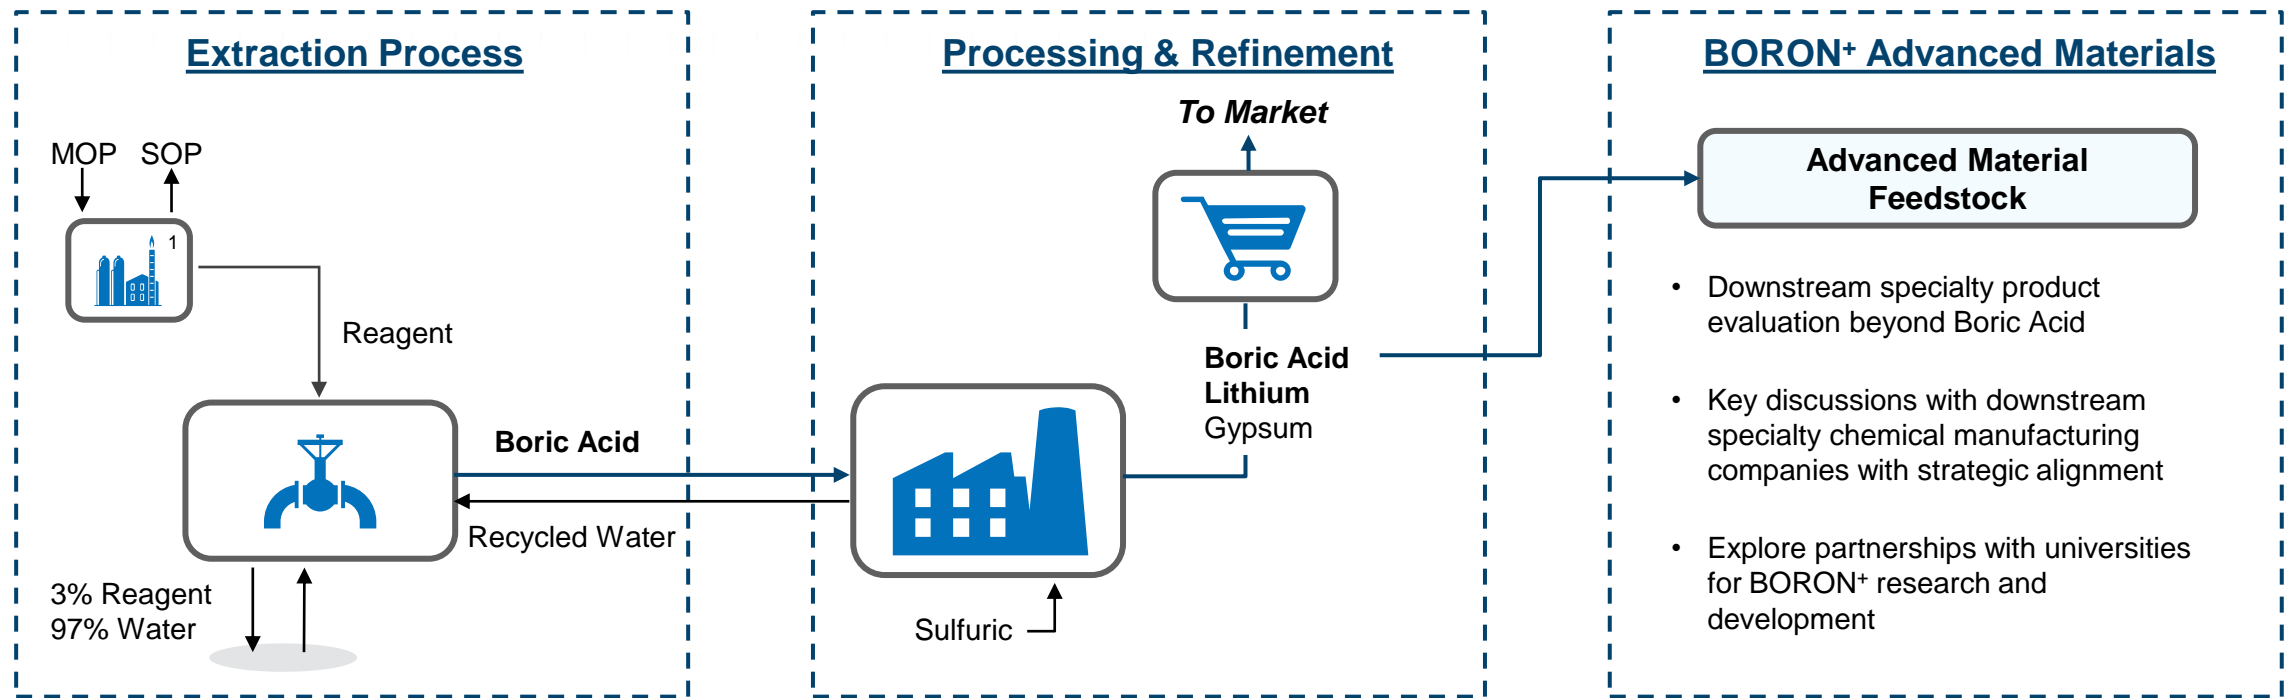 Extraction Process
MOP SOP
1
Reagent
Boric Acid
Recycled Water
3% Reagent
97% Water
Processing & Refinement
To Market
Boric Acid
Lithium
Gypsum
Sulfuric
BORON⁺ Advanced Materials
Advanced Material
Feedstock
• Downstream specialty product
evaluation beyond Boric Acid
• Key discussions with downstream
specialty chemical manufacturing
companies with strategic alignment
• Explore partnerships with universities
for BORON⁺ research and
development